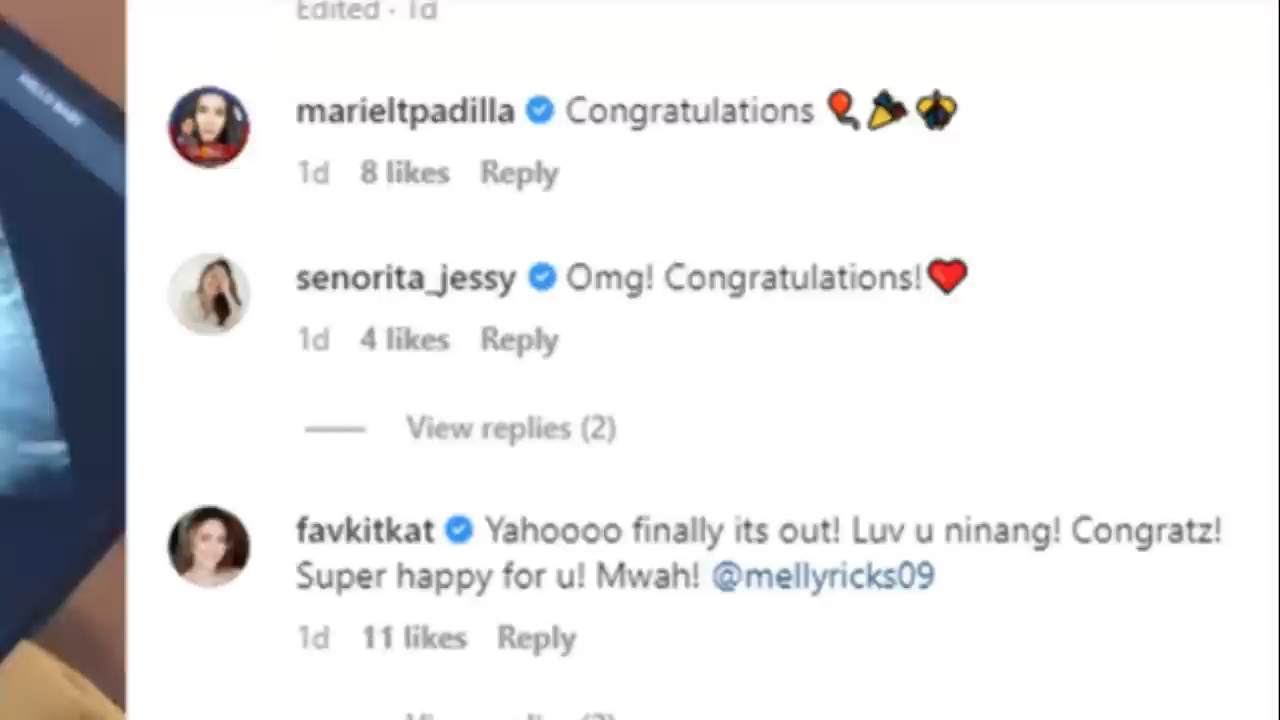 Edited · 1d
marieltpadilla Congratulations 🎈🎉🎊
1d 8 likes Reply
senorita_jessy Omg! Congratulations!❤️
1d 4 likes Reply
View replies (2)
favkitkat Yahoooo finally its out! Luv u ninang! Congratz!
Super happy for u! Mwah! @mellyricks09
1d 11 likes Reply